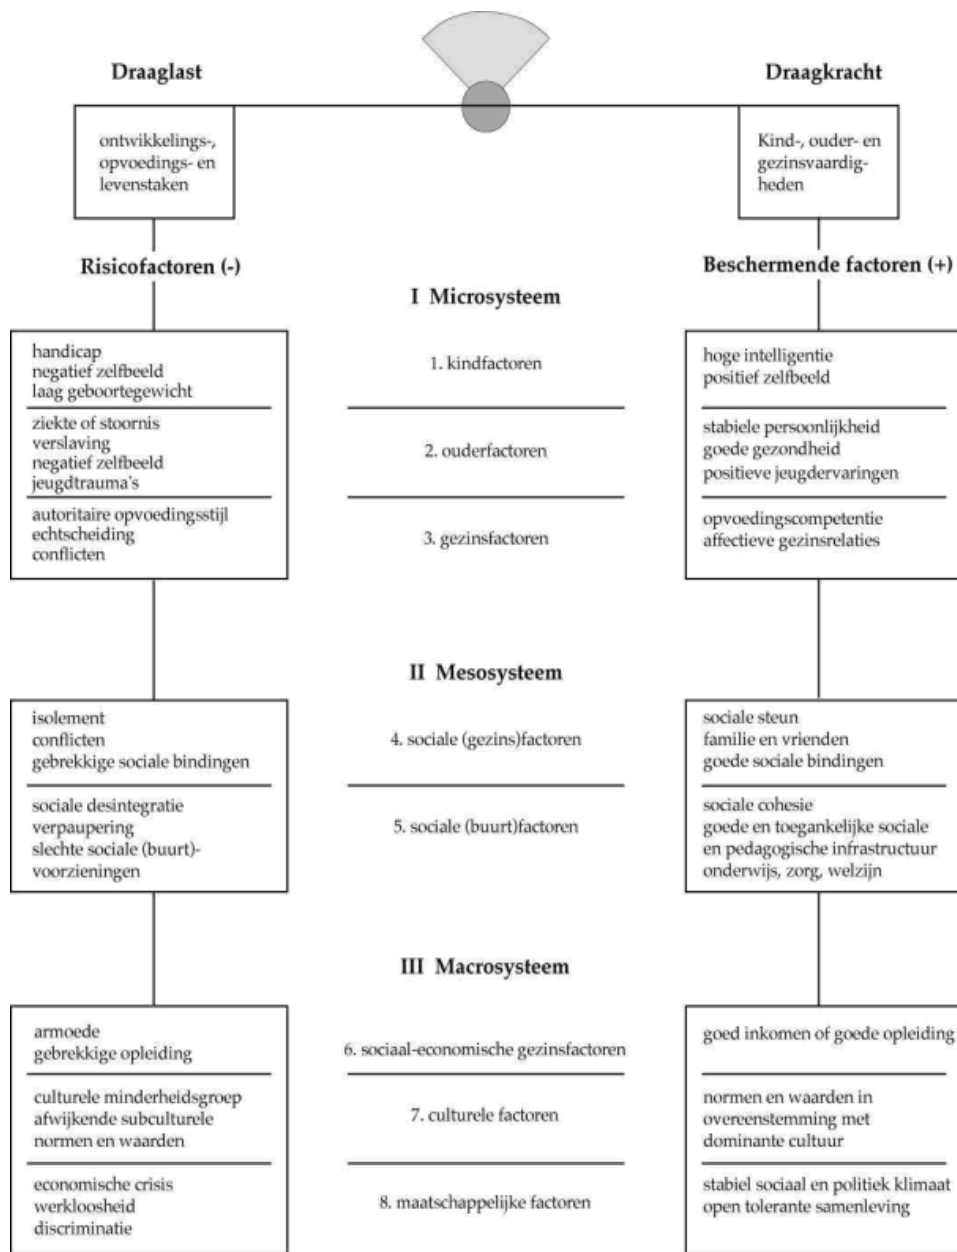 Draaglast
Draagkracht
ontwikkelings-,
opvoedings- en
levenstaken
Kind-, ouder- en
gezinsvaardig-
heden
Risicofactoren (-)
Beschermende factoren (+)
I Microsysteem
handicap
negatief zelfbeeld
laag geboortegewicht
1. kindfactoren
hoge intelligentie
positief zelfbeeld
ziekte of stoornis
verslaving
negatief zelfbeeld
jeugdtrauma's
2. ouderfactoren
stabiele persoonlijkheid
goede gezondheid
positieve jeugdervaringen
autoritaire opvoedingsstijl
echtscheiding
conflicten
3. gezinsfactoren
opvoedingscompetentie
affectieve gezinsrelaties
II Mesosysteem
isolement
conflicten
gebrekkige sociale bindingen
4. sociale (gezins)factoren
sociale steun
familie en vrienden
goede sociale bindingen
sociale desintegratie
verpaupering
slechte sociale (buurt)-
voorzieningen
5. sociale (buurt)factoren
sociale cohesie
goede en toegankelijke sociale
en pedagogische infrastructuur
onderwijs, zorg, welzijn
III Macrosysteem
armoede
gebrekkige opleiding
6. sociaal-economische gezinsfactoren
goed inkomen of goede opleiding
culturele minderheidsgroep
afwijkende subculturele
normen en waarden
7. culturele factoren
normen en waarden in
overeenstemming met
dominante cultuur
economische crisis
werkloosheid
discriminatie
8. maatschappelijke factoren
stabiel sociaal en politiek klimaat
open tolerante samenleving